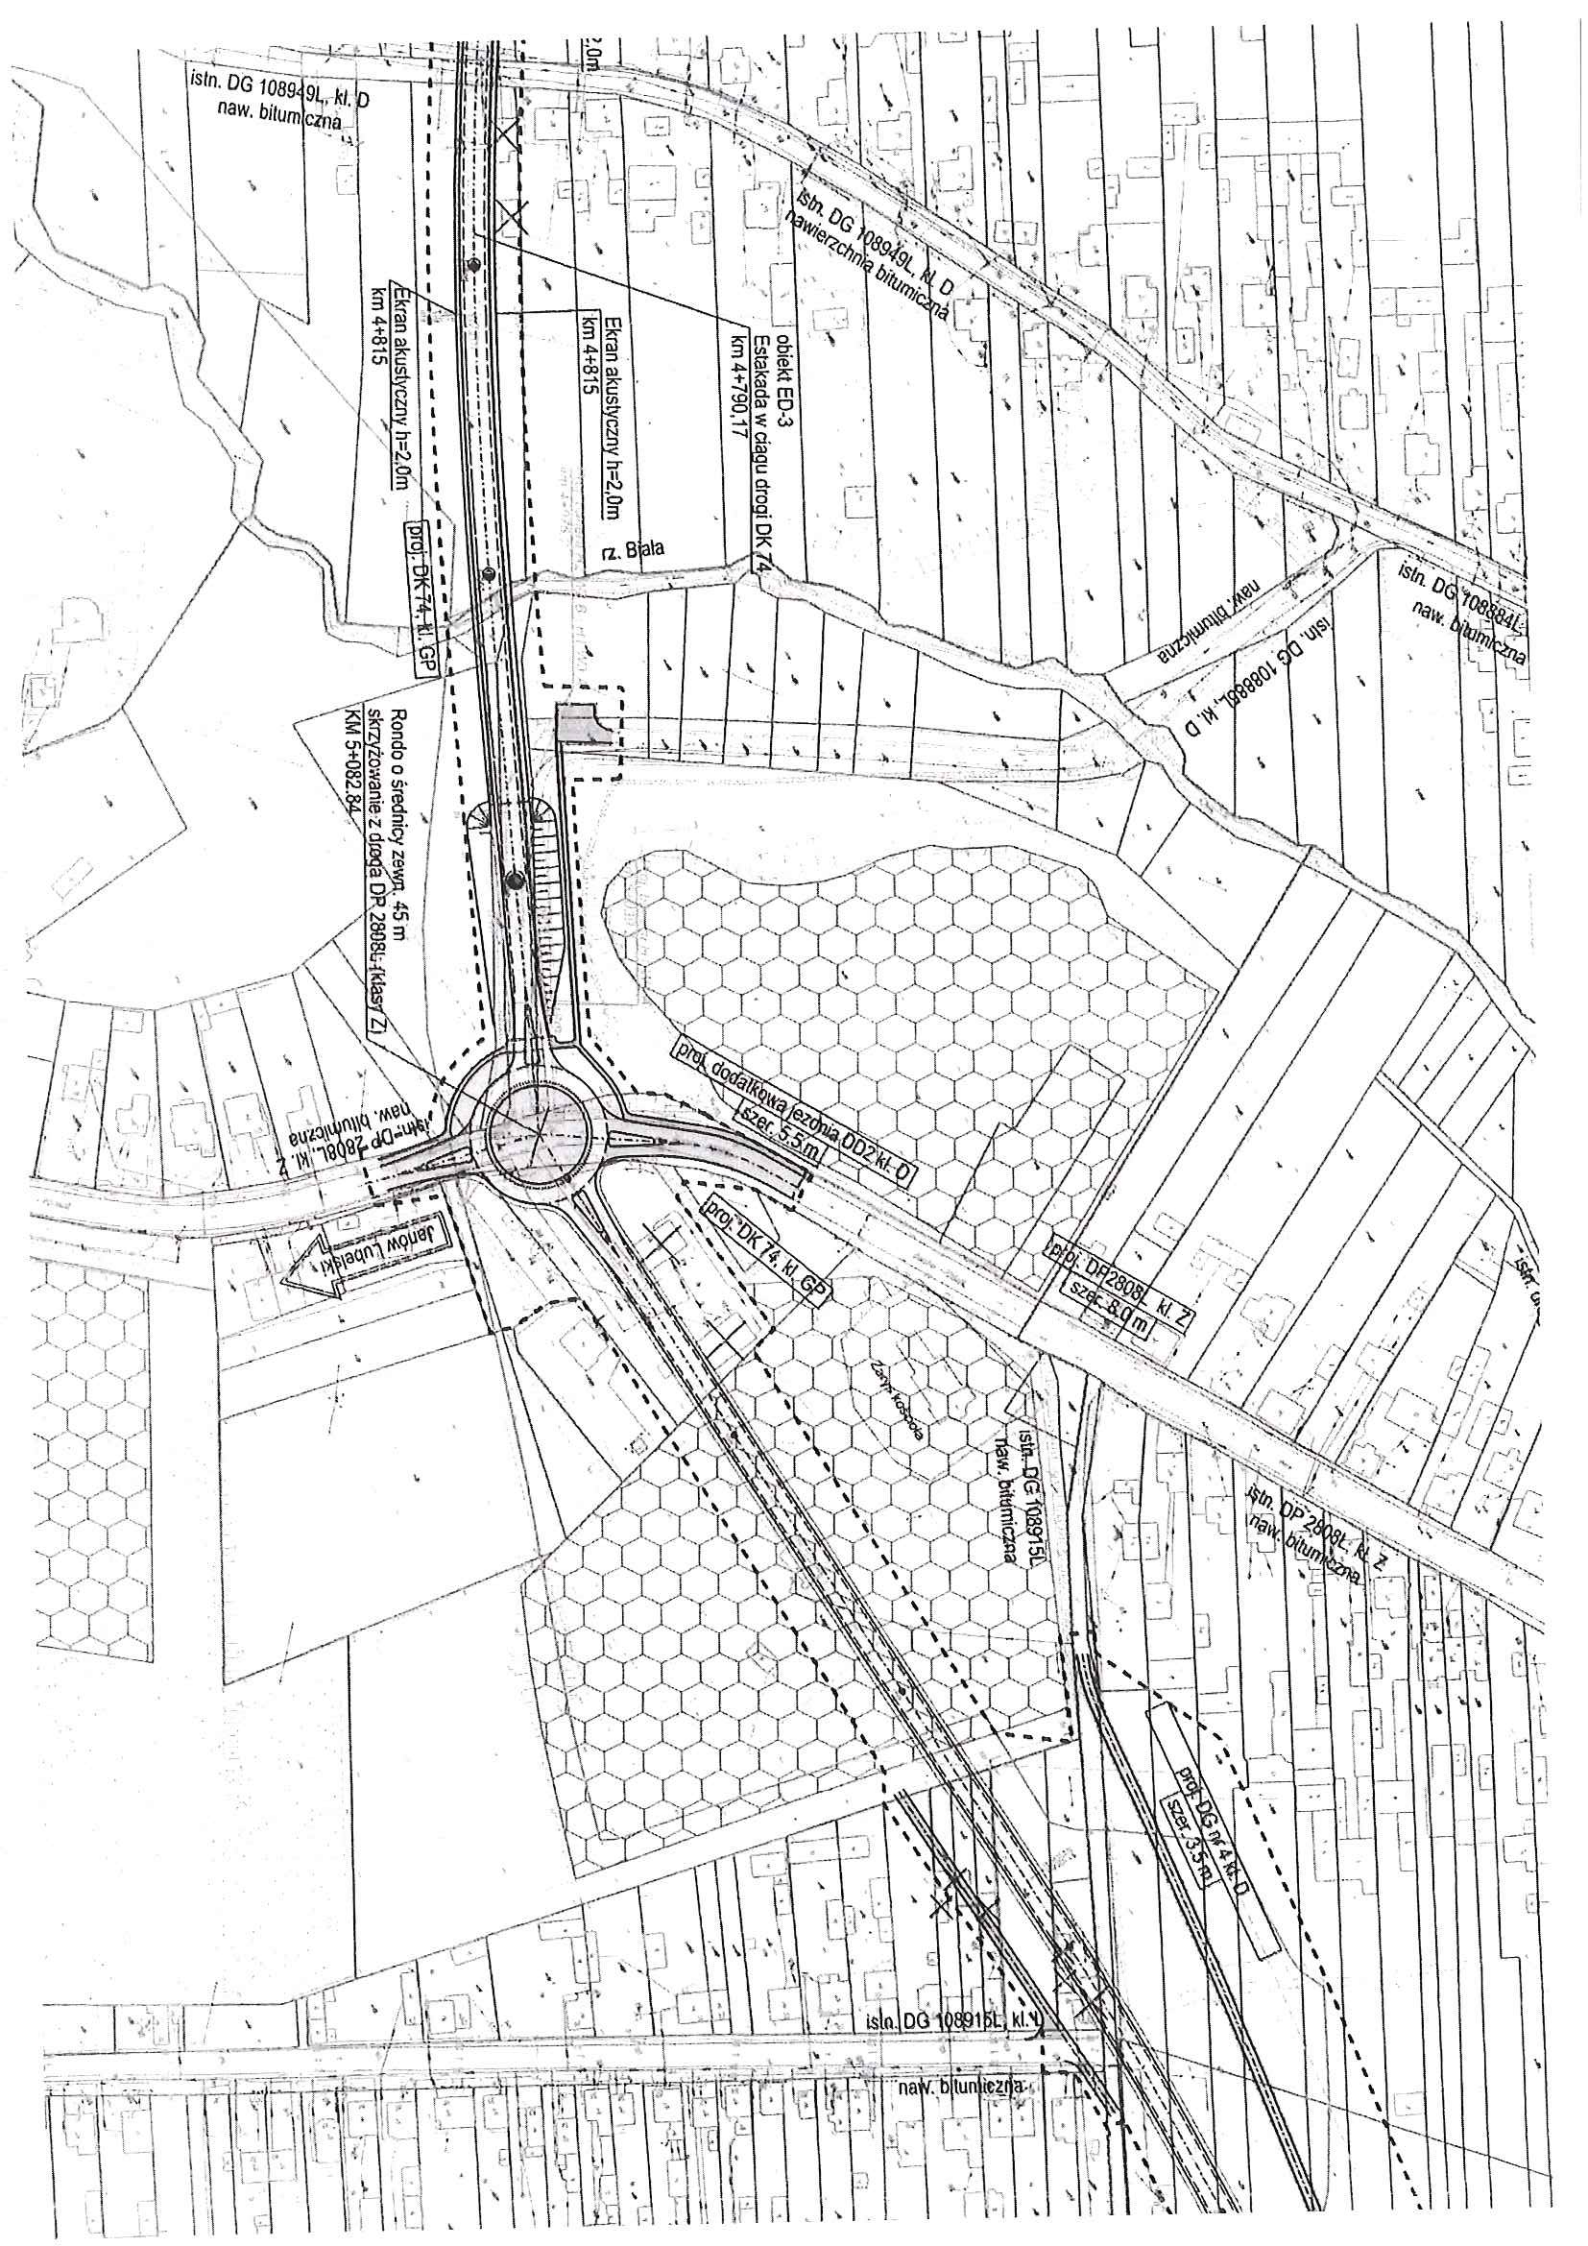 istn. DG 108949L, kl. D
naw. bitumiczna
2.0m
istn. DG 108949L, kl. D
nawierzchnia bitumiczna
Ekran akustyczny h=2,0m
km 4+815
Ekran akustyczny h=2,0m
km 4+815
obiekt ED-3
Estakada w ciągu drogi DK 74
km 4+790,17
rz. Biała
proj. DK 74, kl. GP
istn. DG 108884L
naw. bitumiczna
istn. DG 108885L, kl. D
naw. bitumiczna
Rondo o średnicy zewn. 45 m
skrzyżowanie z drogą DP 2808L (klasy Z)
KM 5+082.84
proj. dodatkowa jezdnia DD2 kl. D
szer. 5.5 m
istn. DP 2808L, kl. Z
naw. bitumiczna
Janów Lubelski
proj. DK 74, kl. GP
proj. DP2808L kl. Z
szer. 8.0 m
Zarys kościoła
istn. DG 108915L
naw. bitumiczna
istn. DP 2808L, kl. Z
naw. bitumiczna
proj. DG nr 4 kl. D
szer. 3.5 m
istn. DG 108915L, kl. L
naw. bitumiczna